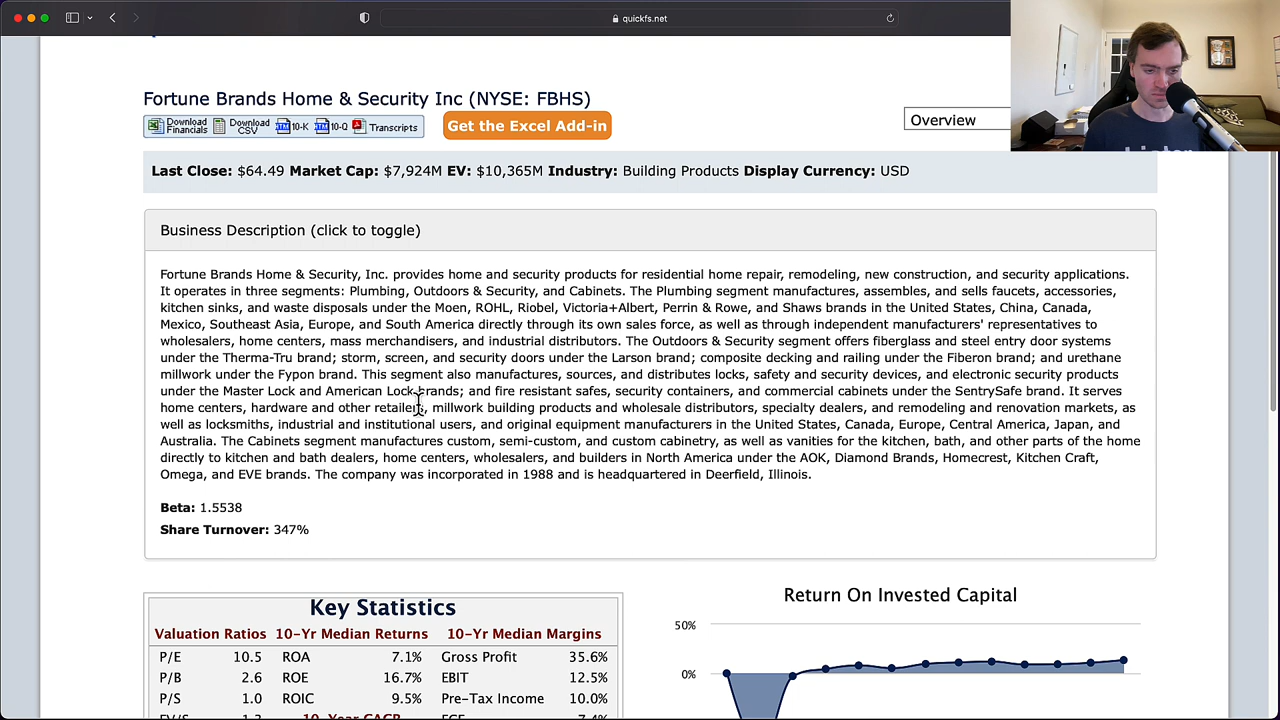 quickfs.net
Fortune Brands Home & Security Inc (NYSE: FBHS)
Download Financials Download CSV 10-K 10-Q Transcripts Get the Excel Add-in Overview
Last Close: $64.49 Market Cap: $7,924M EV: $10,365M Industry: Building Products Display Currency: USD
Business Description (click to toggle)
Fortune Brands Home & Security, Inc. provides home and security products for residential home repair, remodeling, new construction, and security applications.
It operates in three segments: Plumbing, Outdoors & Security, and Cabinets. The Plumbing segment manufactures, assembles, and sells faucets, accessories,
kitchen sinks, and waste disposals under the Moen, ROHL, Riobel, Victoria+Albert, Perrin & Rowe, and Shaws brands in the United States, China, Canada,
Mexico, Southeast Asia, Europe, and South America directly through its own sales force, as well as through independent manufacturers' representatives to
wholesalers, home centers, mass merchandisers, and industrial distributors. The Outdoors & Security segment offers fiberglass and steel entry door systems
under the Therma-Tru brand; storm, screen, and security doors under the Larson brand; composite decking and railing under the Fiberon brand; and urethane
millwork under the Fypon brand. This segment also manufactures, sources, and distributes locks, safety and security devices, and electronic security products
under the Master Lock and American Lock brands; and fire resistant safes, security containers, and commercial cabinets under the SentrySafe brand. It serves
home centers, hardware and other retailers, millwork building products and wholesale distributors, specialty dealers, and remodeling and renovation markets, as
well as locksmiths, industrial and institutional users, and original equipment manufacturers in the United States, Canada, Europe, Central America, Japan, and
Australia. The Cabinets segment manufactures custom, semi-custom, and custom cabinetry, as well as vanities for the kitchen, bath, and other parts of the home
directly to kitchen and bath dealers, home centers, wholesalers, and builders in North America under the AOK, Diamond Brands, Homecrest, Kitchen Craft,
Omega, and EVE brands. The company was incorporated in 1988 and is headquartered in Deerfield, Illinois.
Beta: 1.5538
Share Turnover: 347%
Key Statistics
Valuation Ratios 10-Yr Median Returns 10-Yr Median Margins
P/E 10.5 ROA 7.1% Gross Profit 35.6%
P/B 2.6 ROE 16.7% EBIT 12.5%
P/S 1.0 ROIC 9.5% Pre-Tax Income 10.0%
Return On Invested Capital
50%
0%